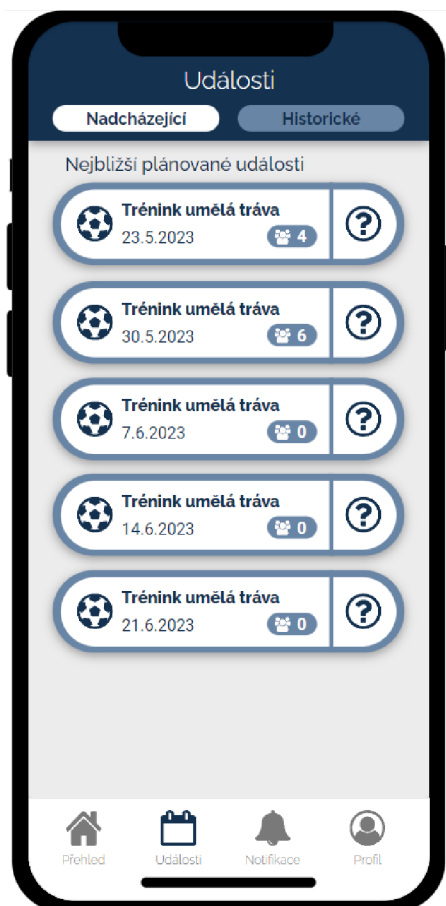 Události
Nadcházející
Historické
Nejbližší plánované události
Trénink umělá tráva
23.5.2023
4
Trénink umělá tráva
30.5.2023
6
Trénink umělá tráva
7.6.2023
0
Trénink umělá tráva
14.6.2023
0
Trénink umělá tráva
21.6.2023
0
Přehled
Události
Notifikace
Profil